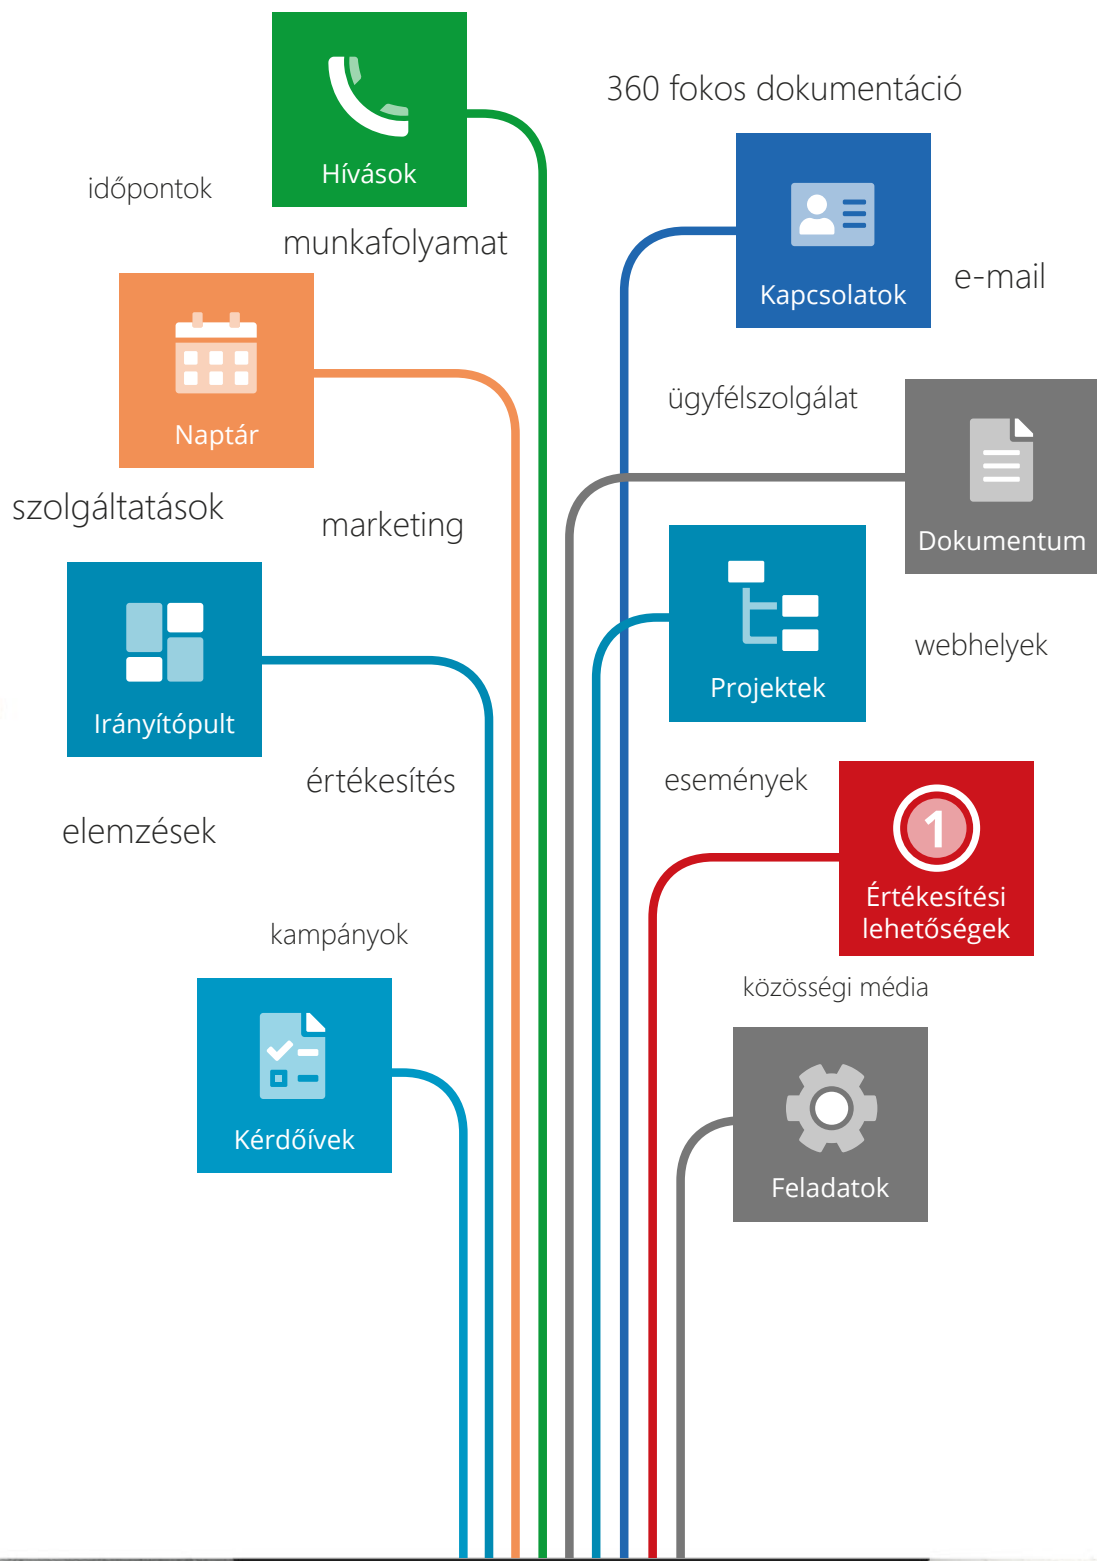 360 fokos dokumentáció
Hívások
időpontok
munkafolyamat
e-mail
Kapcsolatok
ügyfélszolgálat
Naptár
szolgáltatások
marketing
Dokumentum
webhelyek
Projektek
Irányítópult
értékesítés
események
elemzések
1
Értékesítési
lehetőségek
kampányok
közösségi média
Kérdőívek
Feladatok